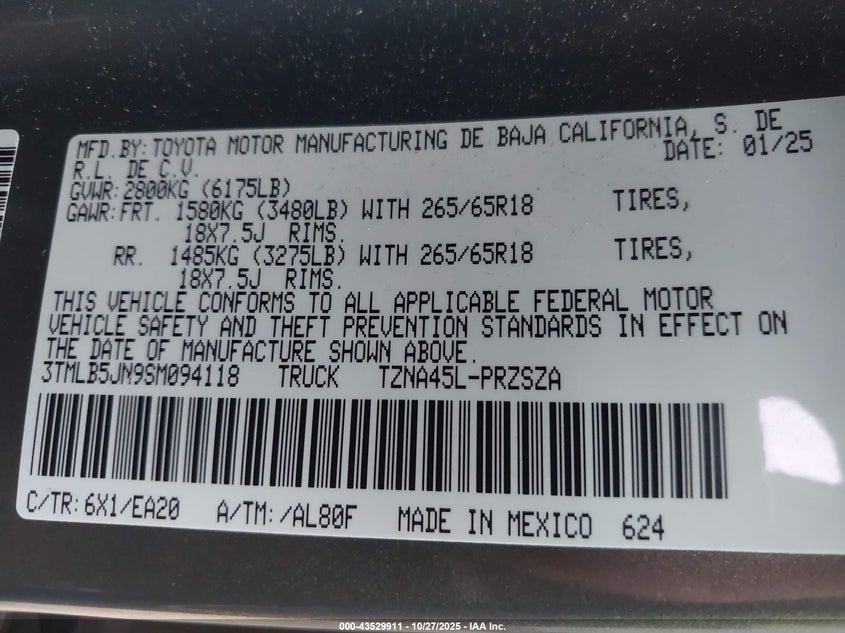 MFD. BY: TOYOTA MOTOR MANUFACTURING DE BAJA CALIFORNIA, S. DE
R.L. DE C.V. DATE: 01/25
GVWR: 2800KG (6175LB)
GAWR: FRT. 1580KG (3480LB) WITH 265/65R18 TIRES,
18X7.5J RIMS.
RR. 1485KG (3275LB) WITH 265/65R18 TIRES,
18X7.5J RIMS.
THIS VEHICLE CONFORMS TO ALL APPLICABLE FEDERAL MOTOR
VEHICLE SAFETY AND THEFT PREVENTION STANDARDS IN EFFECT ON
THE DATE OF MANUFACTURE SHOWN ABOVE.
3TMLB5JN9SM094118 TRUCK TZNA45L-PRZSZA
C/TR: 6X1/EA20 A/TM: /AL80F MADE IN MEXICO 624
000-43529911 - 10/27/2025 - IAA Inc.